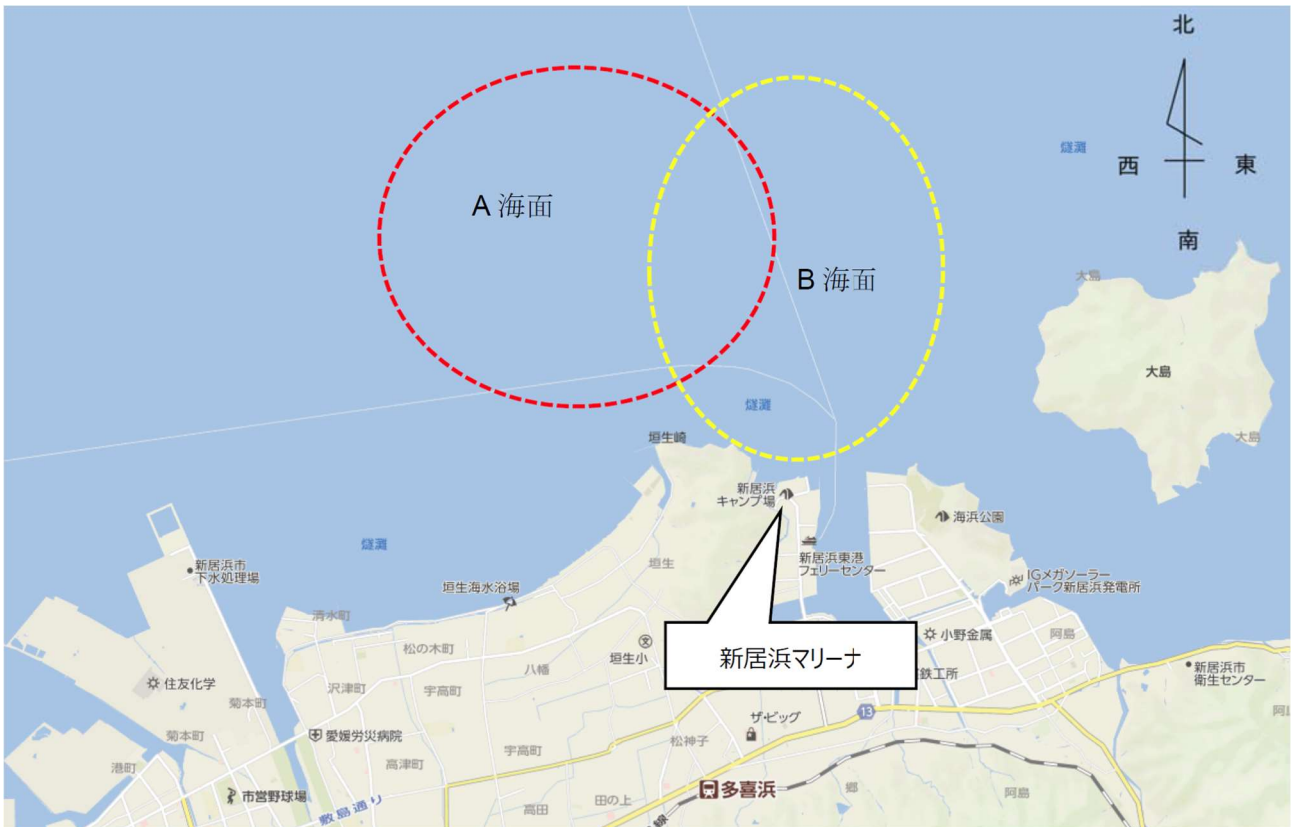 北
西
東
南
燧灘
A 海面
B 海面
大島
大島
大島
燧灘
垣生崎
新居浜
キャンプ場
海浜公園
新居浜東港
フェリーセンター
IGメガソーラー
パーク新居浜発電所
燧灘
新居浜市
下水処理場
垣生
垣生海水浴場
清水町
松の木町
垣生小
新居浜マリーナ
小野金属
阿島
鉄工所
新居浜市
衛生センター
住友化学
菊本町
沢津町
宇高町
八幡
ザ・ビッグ
13
菊本町
愛媛労災病院
宇高町
松神子
高津町
港町
市営野球場
敷島通り
高田
田の上
多喜浜
郷
阿島
線